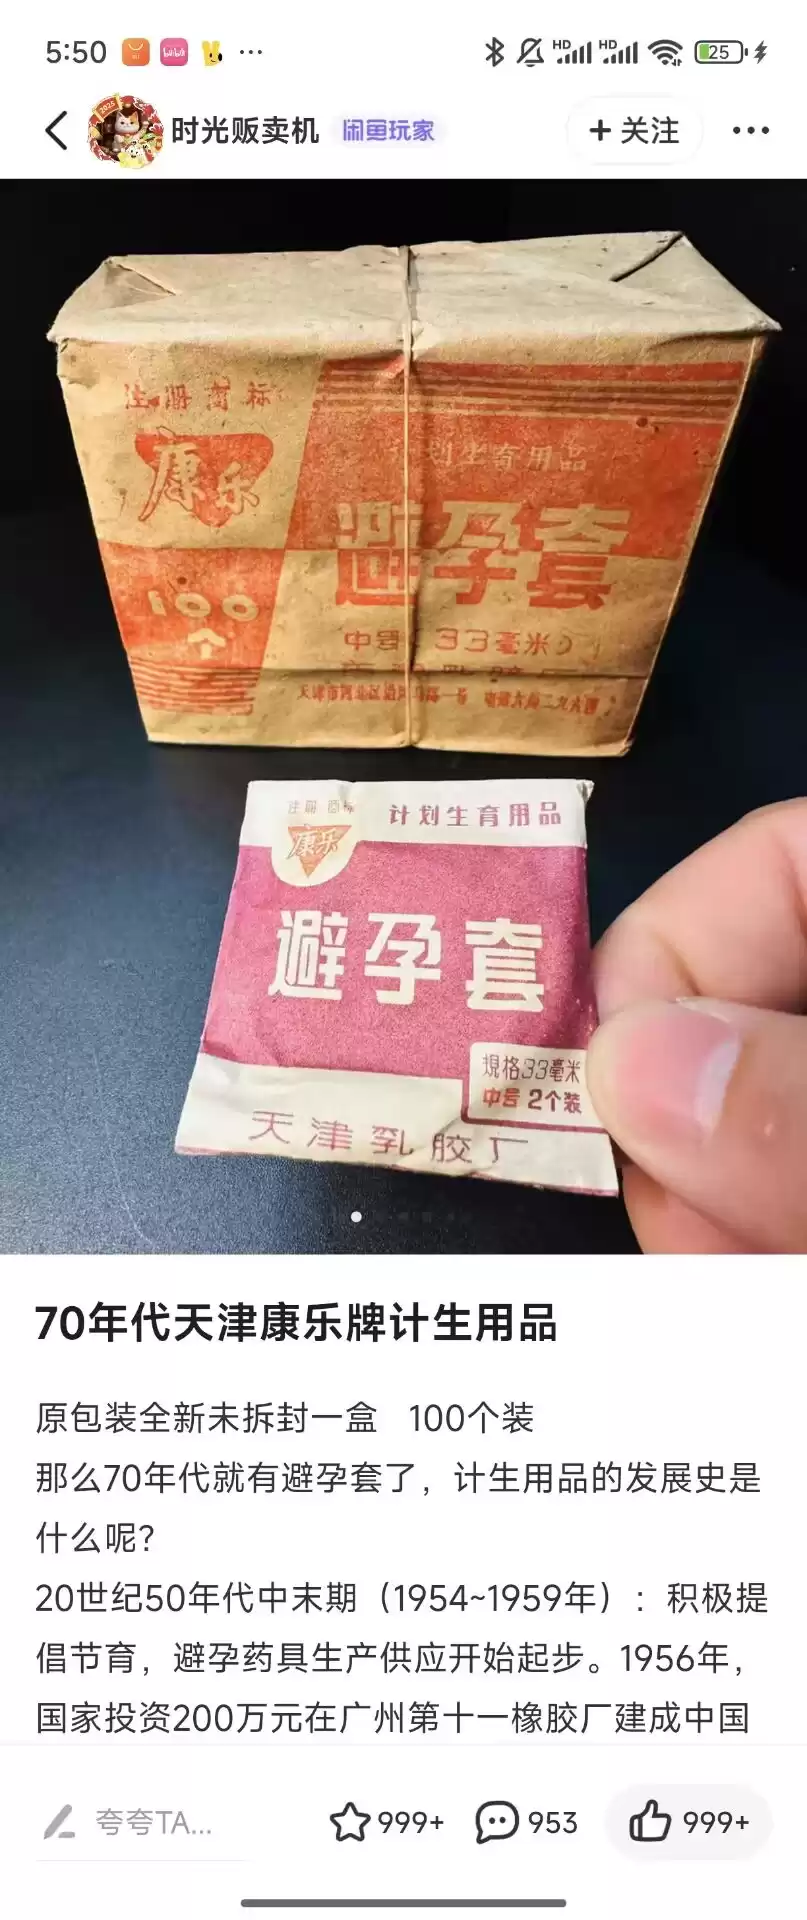 5:50
HD
HD
25
2025
时光贩卖机
闲鱼玩家
+ 关注
注册商标
康乐
计划生育用品
避孕套
100
个
中号(33毫米)
注册商标
康乐
计划生育用品
避孕套
规格33毫米
中号 2个装
天津乳胶厂
70年代天津康乐牌计生用品
原包装全新未拆封一盒 100个装
那么70年代就有避孕套了，计生用品的发展史是
什么呢?
20世纪50年代中末期（1954~1959年）：积极提
倡节育，避孕药具生产供应开始起步。1956年，
国家投资200万元在广州第十一橡胶厂建成中国
夸夸TA...
999+
953
999+